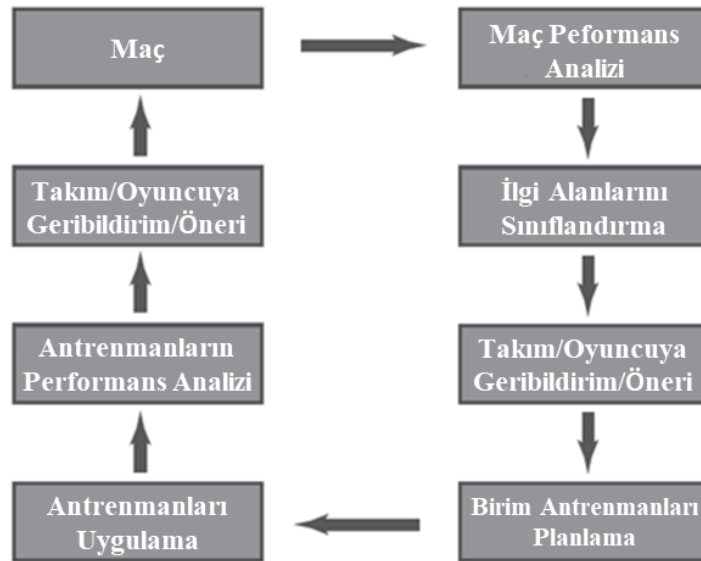 Maç
Maç Peformans
Analizi
Takım/Oyuncuya
Geribildirim/Öneri
İlgi Alanlarını
Sınıflandırma
Antrenmanların
Performans Analizi
Takım/Oyuncuya
Geribildirim/Öneri
Antrenmanları
Uygulama
Birim Antrenmanları
Planlama